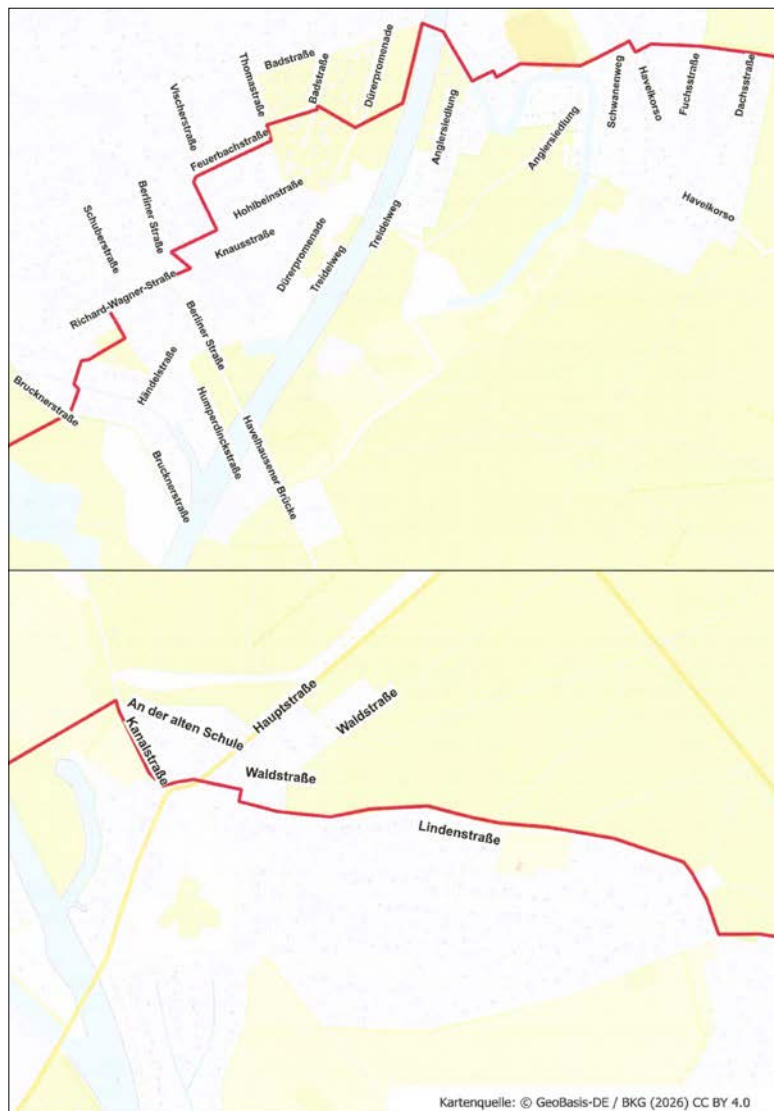 Badstraße
Thomastraße
Badstraße
Dürerpromenade
Vischerstraße
Feuerbachstraße
Schwanenweg
Havelkorso
Fuchsstraße
Dachsstraße
Anglersiedlung
Anglersiedlung
Hohlbeinstraße
Berliner Straße
Schuberstraße
Knausstraße
Dürerpromenade
Treidelweg
Treidelweg
Havelkorso
Richard-Wagner-Straße
Berliner Straße
Händelstraße
Brucknerstraße
Humperdinckstraße
Havelhausener Brücke
Brucknerstraße
An der alten Schule
Kanalstraße
Hauptstraße
Waldstraße
Waldstraße
Lindenstraße
Kartenquelle: © GeoBasis-DE / BKG (2026) CC BY 4.0